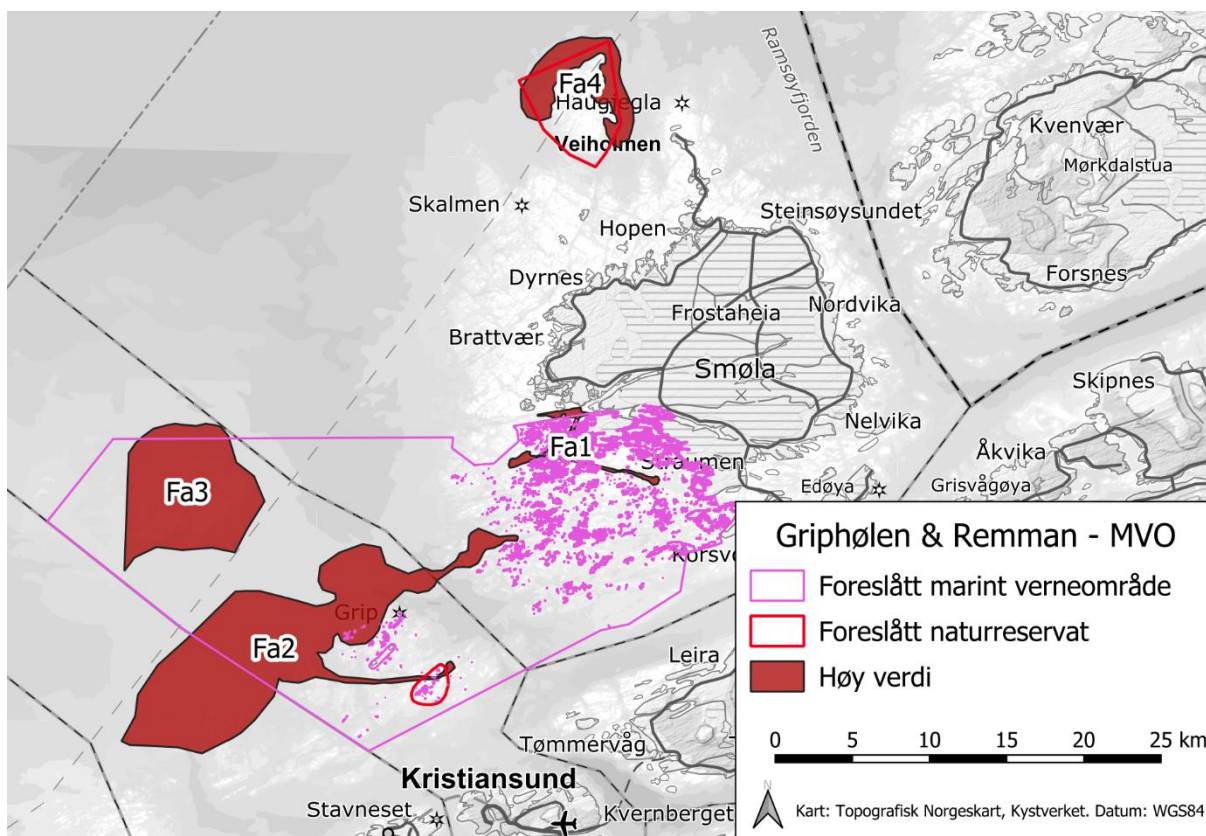 Ramsøyfjorden
Fa4
Haugjegla
Veiholmen
Kvenvær
Mørkdalstua
Skalmen
Steinsøysundet
Hopen
Dyrnes
Forsnes
Frostaheia
Nordvika
Brattvær
Smøla
Skipnes
Nelvika
Fa1
Straumen
Åkvika
Fa3
Edøya
Grisvågøya
Korsvo
Grip
Fa2
Leira
Tømmervåg
Kristiansund
Stavneset
Kvernberget
Griphølen & Remman - MVO
Foreslått marint verneområde
Foreslått naturreservat
Høy verdi
0 5 10 15 20 25 km
N
Kart: Topografisk Norgeskart, Kystverket. Datum: WGS84